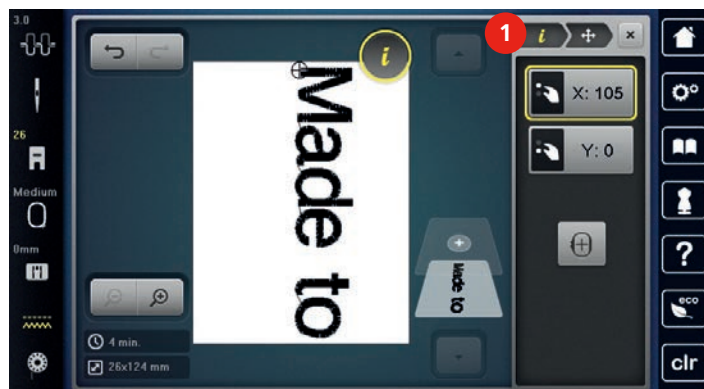 3.0
26
Medium
0mm
1
i
i
Made to
Made to
X: 105
Y: 0
4 min.
26x124 mm
?
eco
clr